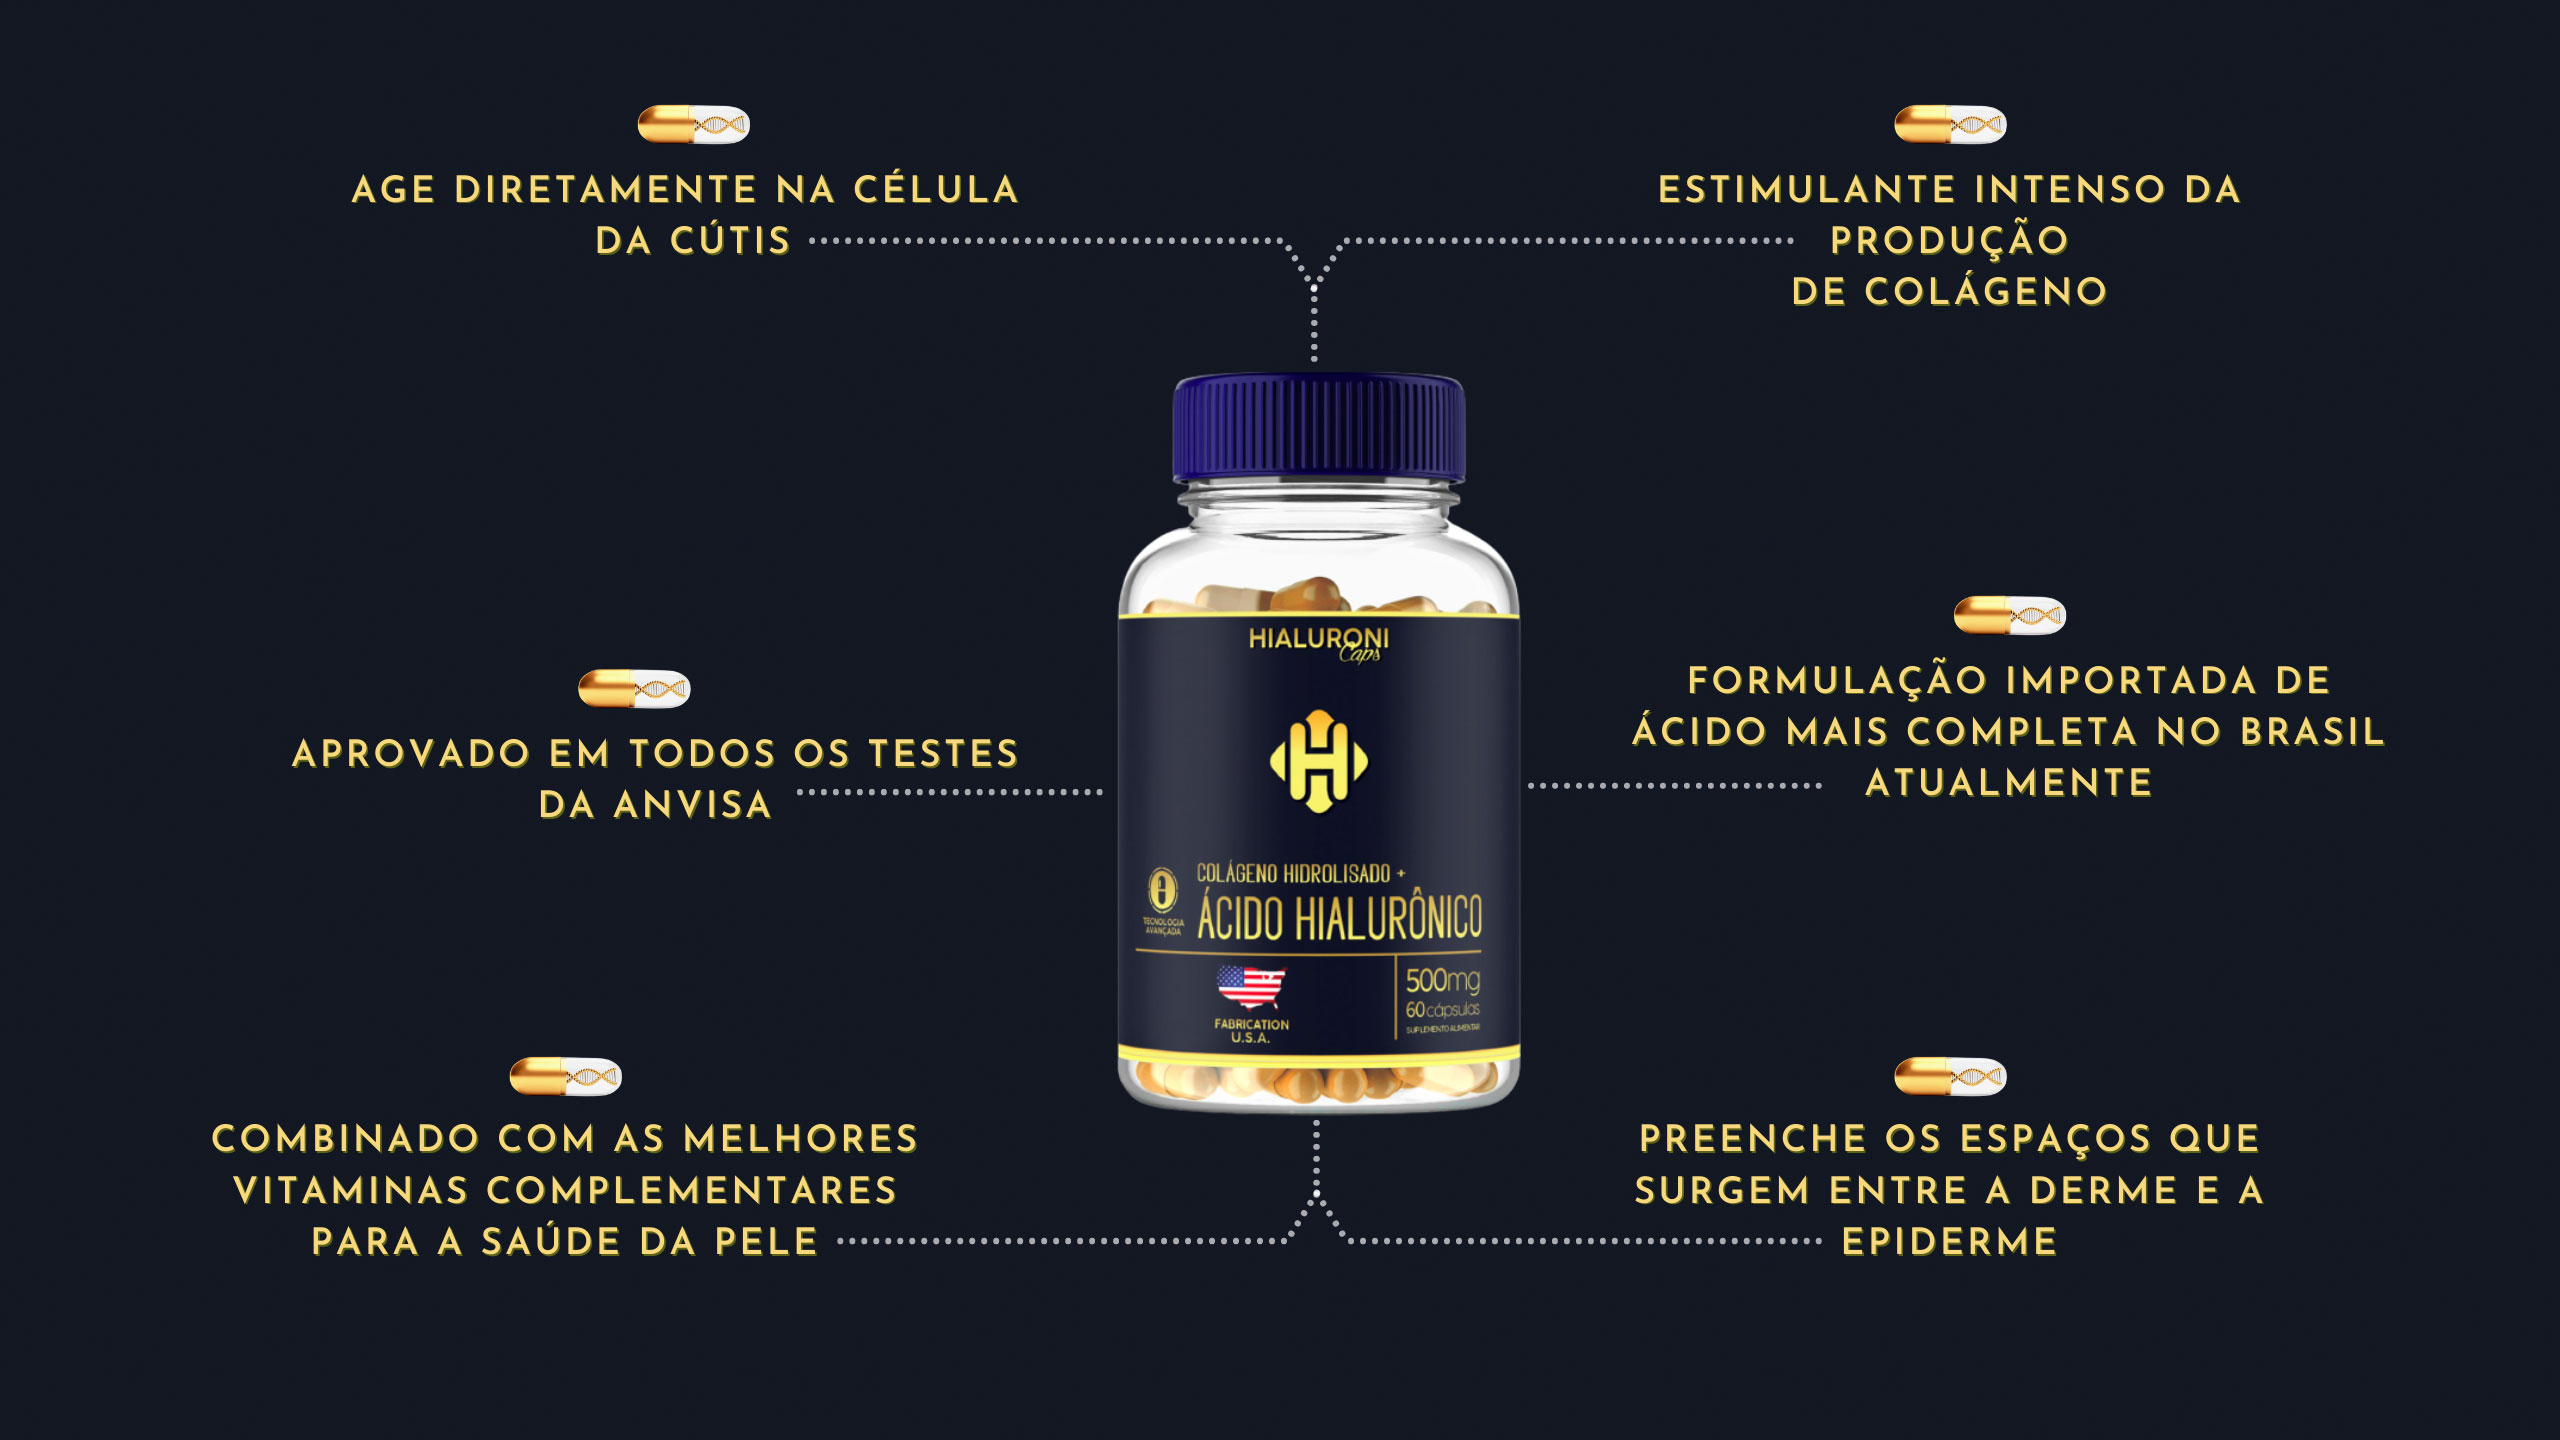 AGE DIRETAMENTE NA CÉLULA
DA CÚTIS
ESTIMULANTE INTENSO DA
PRODUÇÃO
DE COLÁGENO
APROVADO EM TODOS OS TESTES
DA ANVISA
FORMULAÇÃO IMPORTADA DE
ÁCIDO MAIS COMPLETA NO BRASIL
ATUALMENTE
COMBINADO COM AS MELHORES
VITAMINAS COMPLEMENTARES
PARA A SAÚDE DA PELE
PREENCHE OS ESPAÇOS QUE
SURGEM ENTRE A DERME E A
EPIDERME
HIALURONI
Caps
H
COLÁGENO HIDROLISADO +
ÁCIDO HIALURÔNICO
TECNOLOGIA
AVANÇADA
FABRICATION
U.S.A.
500mg
60 cápsulas
SUPLEMENTO ALIMENTAR